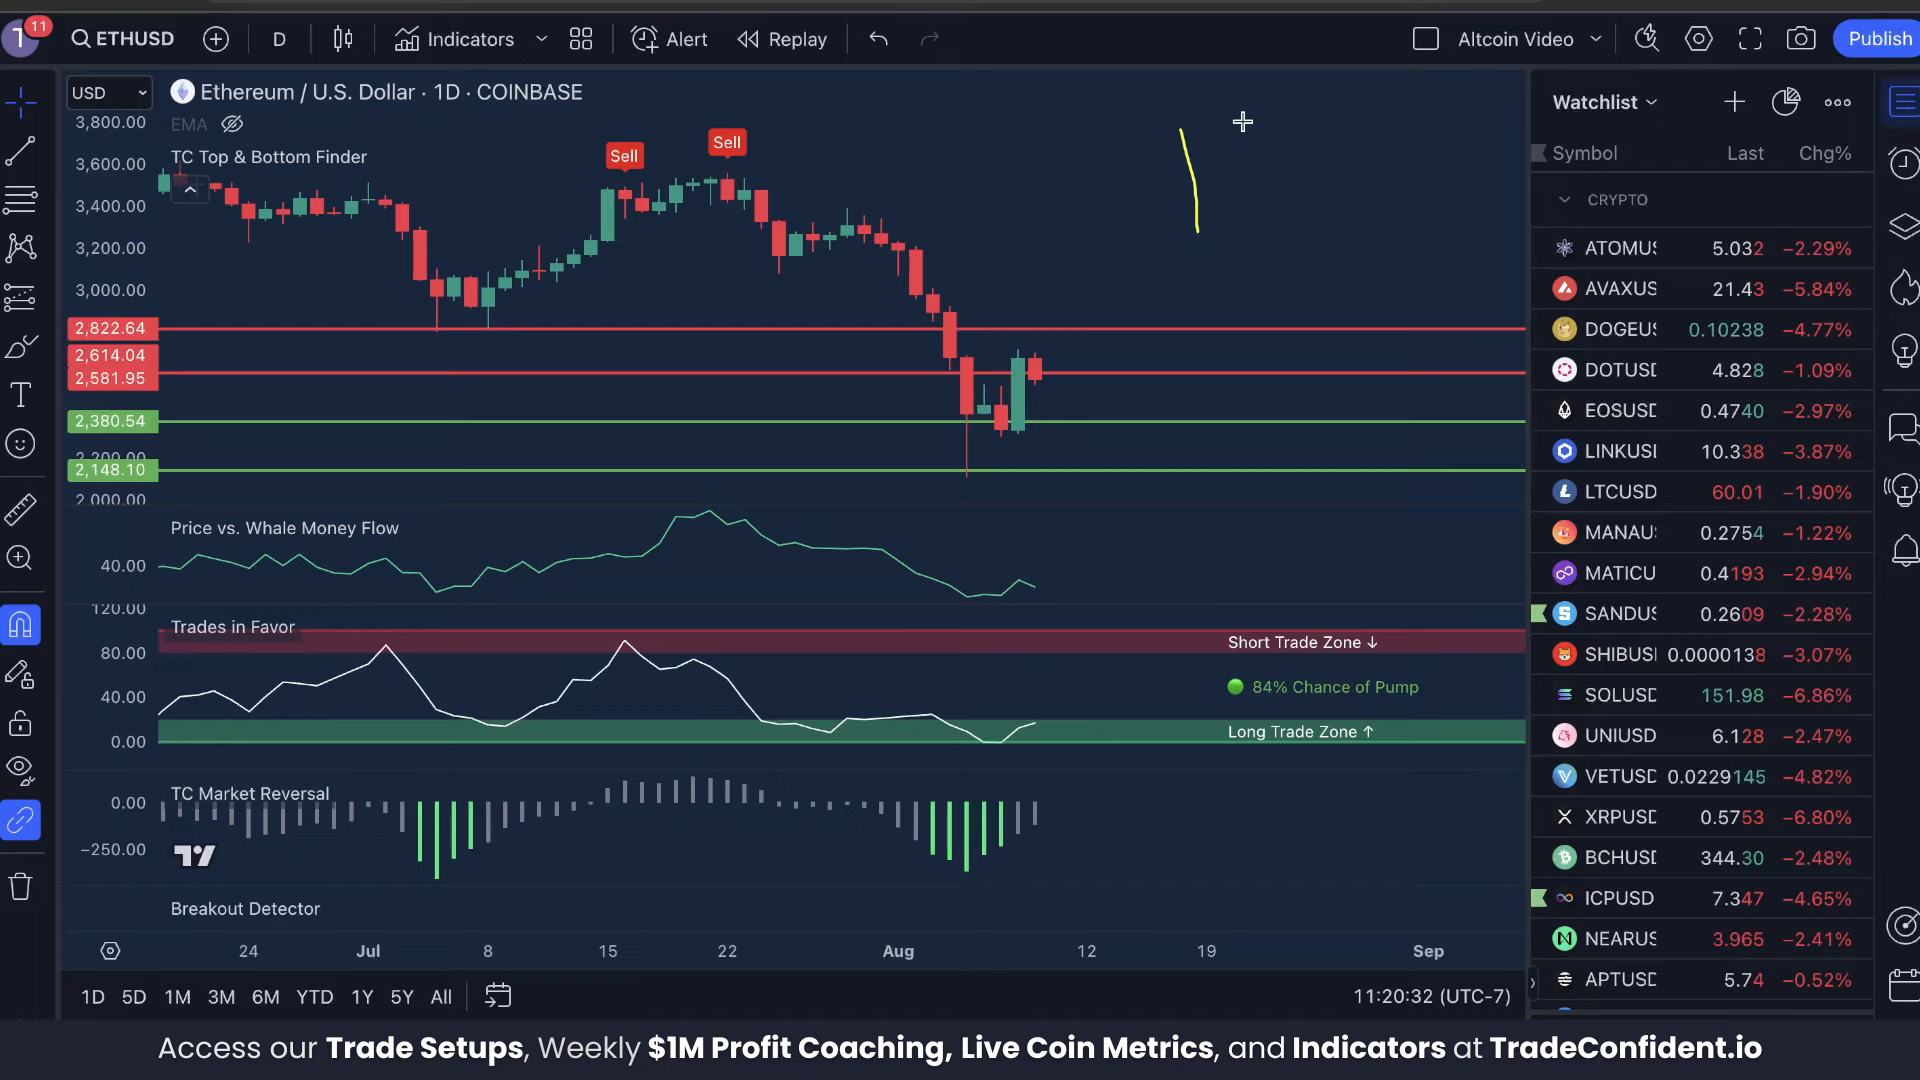 T
11
ETHUSD
D
Indicators
Alert
Replay
Altcoin Video
Publish
USD
Ethereum / U.S. Dollar · 1D · COINBASE
EMA
TC Top & Bottom Finder
3,800.00
3,600.00
3,400.00
3,200.00
3,000.00
2,822.64
2,614.04
2,581.95
2,380.54
2,200.00
2,148.10
2,000.00
Sell
Sell
Price vs. Whale Money Flow
40.00
120.00
Trades in Favor
80.00
40.00
0.00
Short Trade Zone ↓
84% Chance of Pump
Long Trade Zone ↑
TC Market Reversal
0.00
−250.00
Breakout Detector
24 Jul 8 15 22 Aug 12 19 Sep
1D 5D 1M 3M 6M YTD 1Y 5Y All
11:20:32 (UTC-7)
Watchlist
Symbol Last Chg%
CRYPTO
ATOMUS 5.032 −2.29%
AVAXUS 21.43 −5.84%
DOGEUS 0.10238 −4.77%
DOTUSD 4.828 −1.09%
EOSUSD 0.4740 −2.97%
LINKUSD 10.338 −3.87%
LTCUSD 60.01 −1.90%
MANAUS 0.2754 −1.22%
MATICU 0.4193 −2.94%
SANDUS 0.2609 −2.28%
SHIBUSD 0.0000138 −3.07%
SOLUSD 151.98 −6.86%
UNIUSD 6.128 −2.47%
VETUSD 0.0229145 −4.82%
XRPUSD 0.5753 −6.80%
BCHUSD 344.30 −2.48%
ICPUSD 7.347 −4.65%
NEARUS 3.965 −2.41%
APTUSD 5.74 −0.52%
Access our Trade Setups, Weekly $1M Profit Coaching, Live Coin Metrics, and Indicators at TradeConfident.io